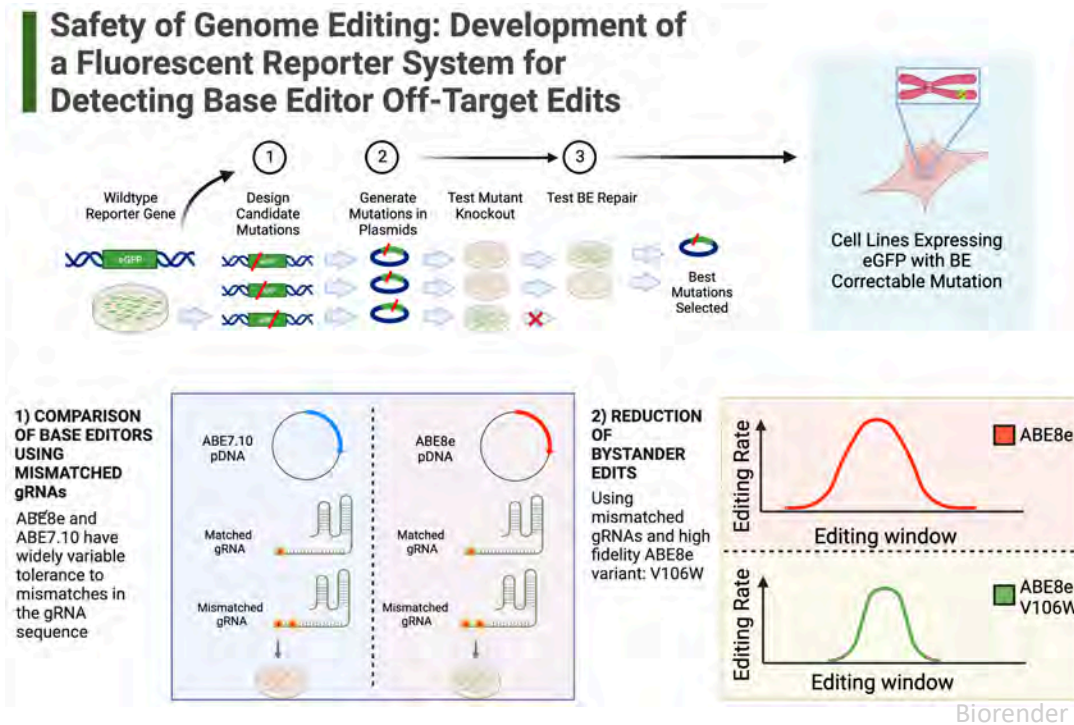 Safety of Genome Editing: Development of
a Fluorescent Reporter System for
Detecting Base Editor Off-Target Edits
1
2
3
Wildtype
Reporter Gene
Design
Candidate
Mutations
Generate
Mutations in
Plasmids
Test Mutant
Knockout
Test BE Repair
eGFP
Best
Mutations
Selected
Cell Lines Expressing
eGFP with BE
Correctable Mutation
1) COMPARISON
OF BASE EDITORS
USING
MISMATCHED
gRNAs
ABE8e and
ABE7.10 have
widely variable
tolerance to
mismatches in
the gRNA
sequence
ABE7.10
pDNA
Matched
gRNA
Mismatched
gRNA
ABE8e
pDNA
Matched
gRNA
Mismatched
gRNA
2) REDUCTION
OF
BYSTANDER
EDITS
Using
mismatched
gRNAs and high
fidelity ABE8e
variant: V106W
Editing Rate
Editing window
ABE8e
Editing Rate
Editing window
ABE8e
V106W
Biorender